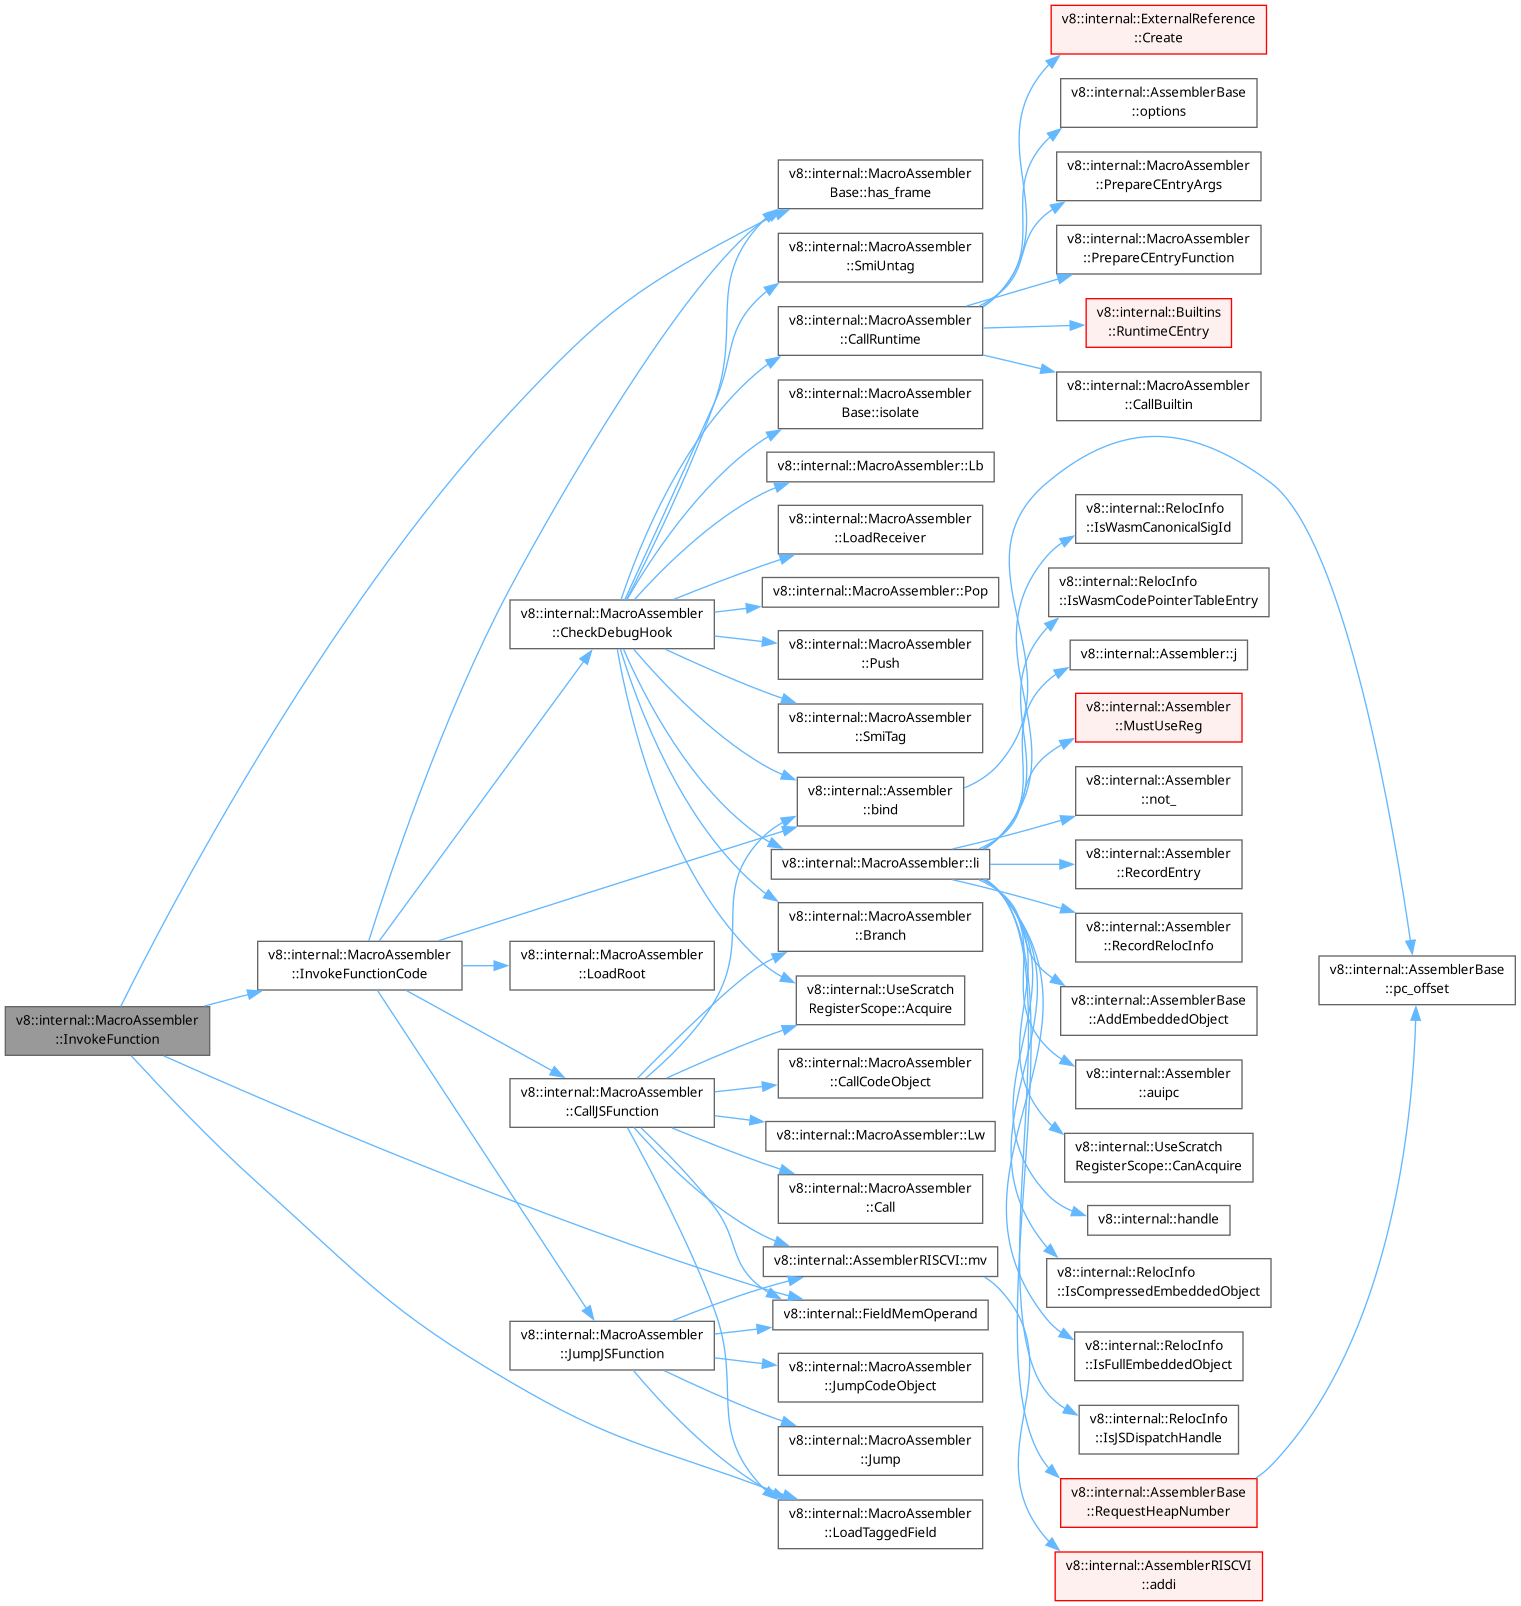 v8::internal::MacroAssembler
::InvokeFunction
v8::internal::MacroAssembler
::InvokeFunctionCode
v8::internal::MacroAssembler
::CheckDebugHook
v8::internal::MacroAssembler
::LoadRoot
v8::internal::MacroAssembler
::CallJSFunction
v8::internal::MacroAssembler
::JumpJSFunction
v8::internal::MacroAssembler
Base::has_frame
v8::internal::MacroAssembler
::SmiUntag
v8::internal::MacroAssembler
::CallRuntime
v8::internal::MacroAssembler
Base::isolate
v8::internal::MacroAssembler::Lb
v8::internal::MacroAssembler
::LoadReceiver
v8::internal::MacroAssembler::Pop
v8::internal::MacroAssembler
::Push
v8::internal::MacroAssembler
::SmiTag
v8::internal::Assembler
::bind
v8::internal::MacroAssembler::li
v8::internal::MacroAssembler
::Branch
v8::internal::UseScratch
RegisterScope::Acquire
v8::internal::MacroAssembler
::CallCodeObject
v8::internal::MacroAssembler::Lw
v8::internal::MacroAssembler
::Call
v8::internal::AssemblerRISCVI::mv
v8::internal::FieldMemOperand
v8::internal::MacroAssembler
::JumpCodeObject
v8::internal::MacroAssembler
::Jump
v8::internal::MacroAssembler
::LoadTaggedField
v8::internal::ExternalReference
::Create
v8::internal::AssemblerBase
::options
v8::internal::MacroAssembler
::PrepareCEntryArgs
v8::internal::MacroAssembler
::PrepareCEntryFunction
v8::internal::Builtins
::RuntimeCEntry
v8::internal::MacroAssembler
::CallBuiltin
v8::internal::RelocInfo
::IsWasmCanonicalSigId
v8::internal::RelocInfo
::IsWasmCodePointerTableEntry
v8::internal::Assembler::j
v8::internal::Assembler
::MustUseReg
v8::internal::Assembler
::not_
v8::internal::Assembler
::RecordEntry
v8::internal::Assembler
::RecordRelocInfo
v8::internal::AssemblerBase
::AddEmbeddedObject
v8::internal::Assembler
::auipc
v8::internal::UseScratch
RegisterScope::CanAcquire
v8::internal::handle
v8::internal::RelocInfo
::IsCompressedEmbeddedObject
v8::internal::RelocInfo
::IsFullEmbeddedObject
v8::internal::RelocInfo
::IsJSDispatchHandle
v8::internal::AssemblerBase
::RequestHeapNumber
v8::internal::AssemblerRISCVI
::addi
v8::internal::AssemblerBase
::pc_offset